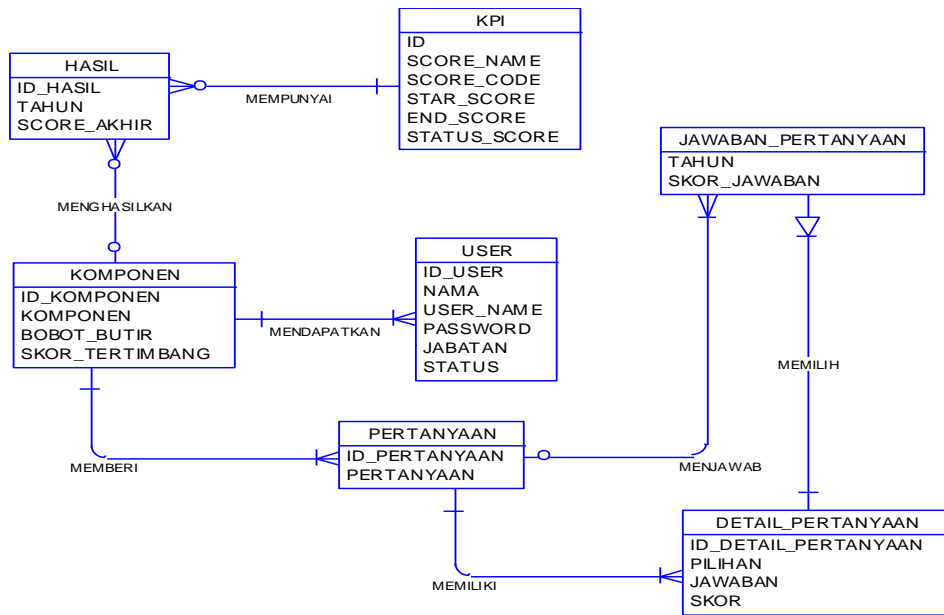 KPI
ID
SCORE_NAME
SCORE_CODE
STAR_SCORE
END_SCORE
STATUS_SCORE
HASIL
ID_HASIL
TAHUN
SCORE_AKHIR
MEMPUNYAI
JAWABAN_PERTANYAAN
TAHUN
SKOR_JAWABAN
MENGHASILKAN
KOMPONEN
ID_KOMPONEN
KOMPONEN
BOBOT_BUTIR
SKOR_TERTIMBANG
MENDAPATKAN
USER
ID_USER
NAMA
USER_NAME
PASSWORD
JABATAN
STATUS
MEMILIH
MEMBERI
PERTANYAAN
ID_PERTANYAAN
PERTANYAAN
MENJAWAB
MEMILIKI
DETAIL_PERTANYAAN
ID_DETAIL_PERTANYAAN
PILIHAN
JAWABAN
SKOR